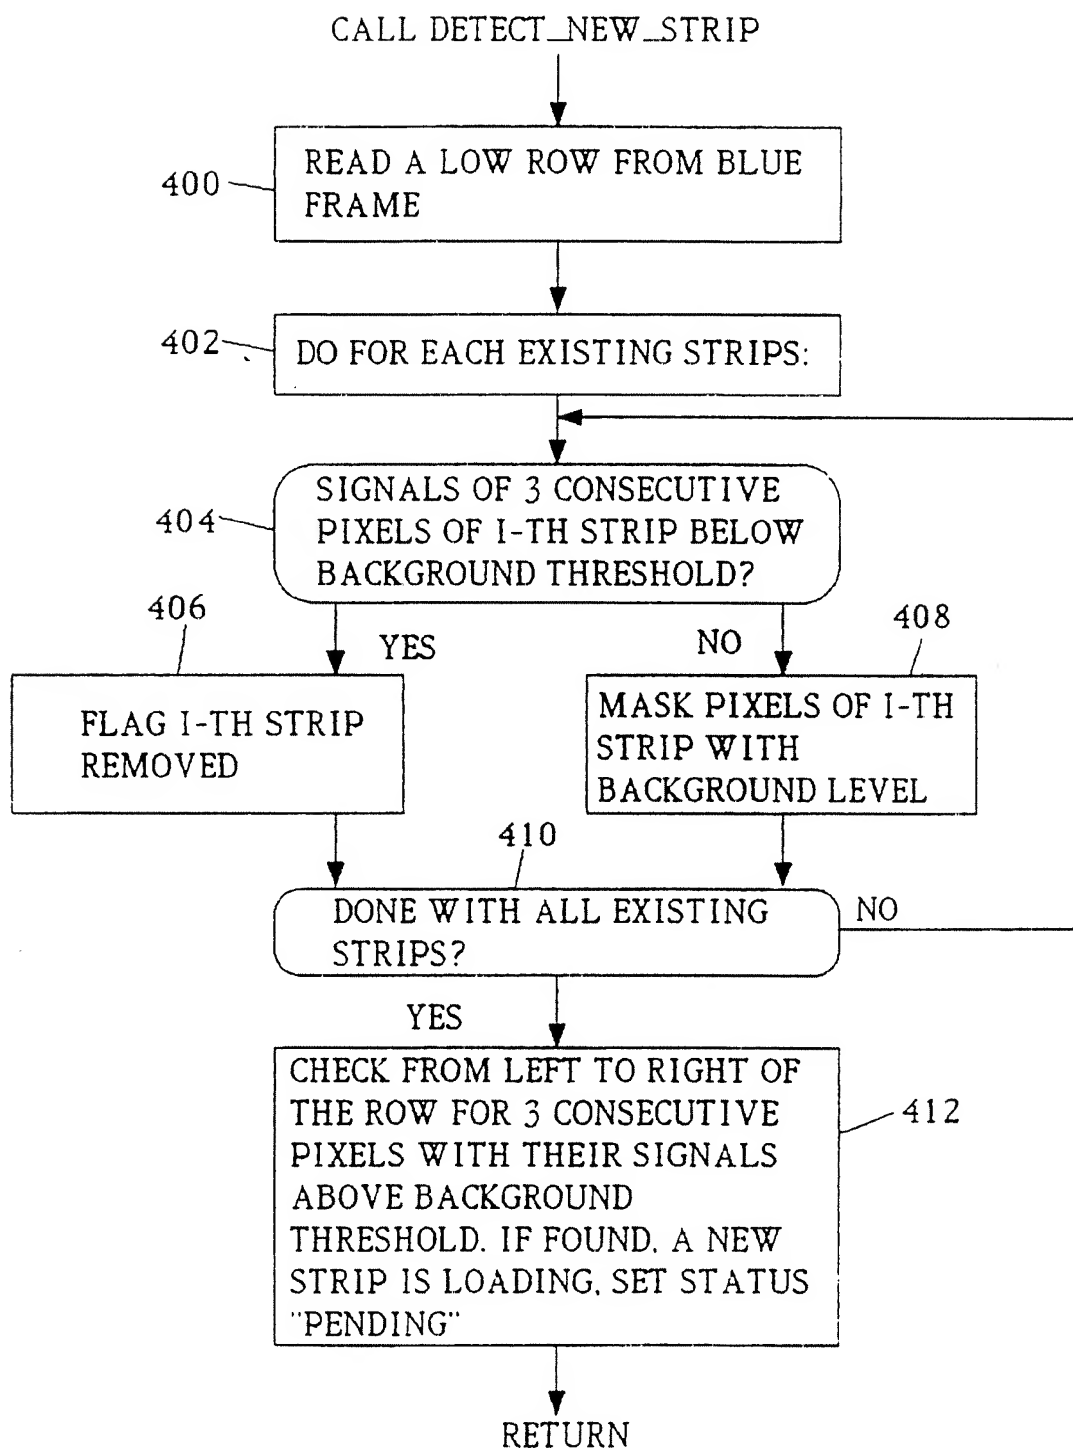 CALL DETECT_NEW_STRIP
400
READ A LOW ROW FROM BLUE
FRAME
402
DO FOR EACH EXISTING STRIPS:
404
SIGNALS OF 3 CONSECUTIVE
PIXELS OF I-TH STRIP BELOW
BACKGROUND THRESHOLD?
406
YES
NO
408
FLAG I-TH STRIP
REMOVED
MASK PIXELS OF I-TH
STRIP WITH
BACKGROUND LEVEL
410
DONE WITH ALL EXISTING
STRIPS?
NO
YES
CHECK FROM LEFT TO RIGHT OF
THE ROW FOR 3 CONSECUTIVE
PIXELS WITH THEIR SIGNALS
ABOVE BACKGROUND
THRESHOLD. IF FOUND, A NEW
STRIP IS LOADING, SET STATUS
"PENDING"
412
RETURN